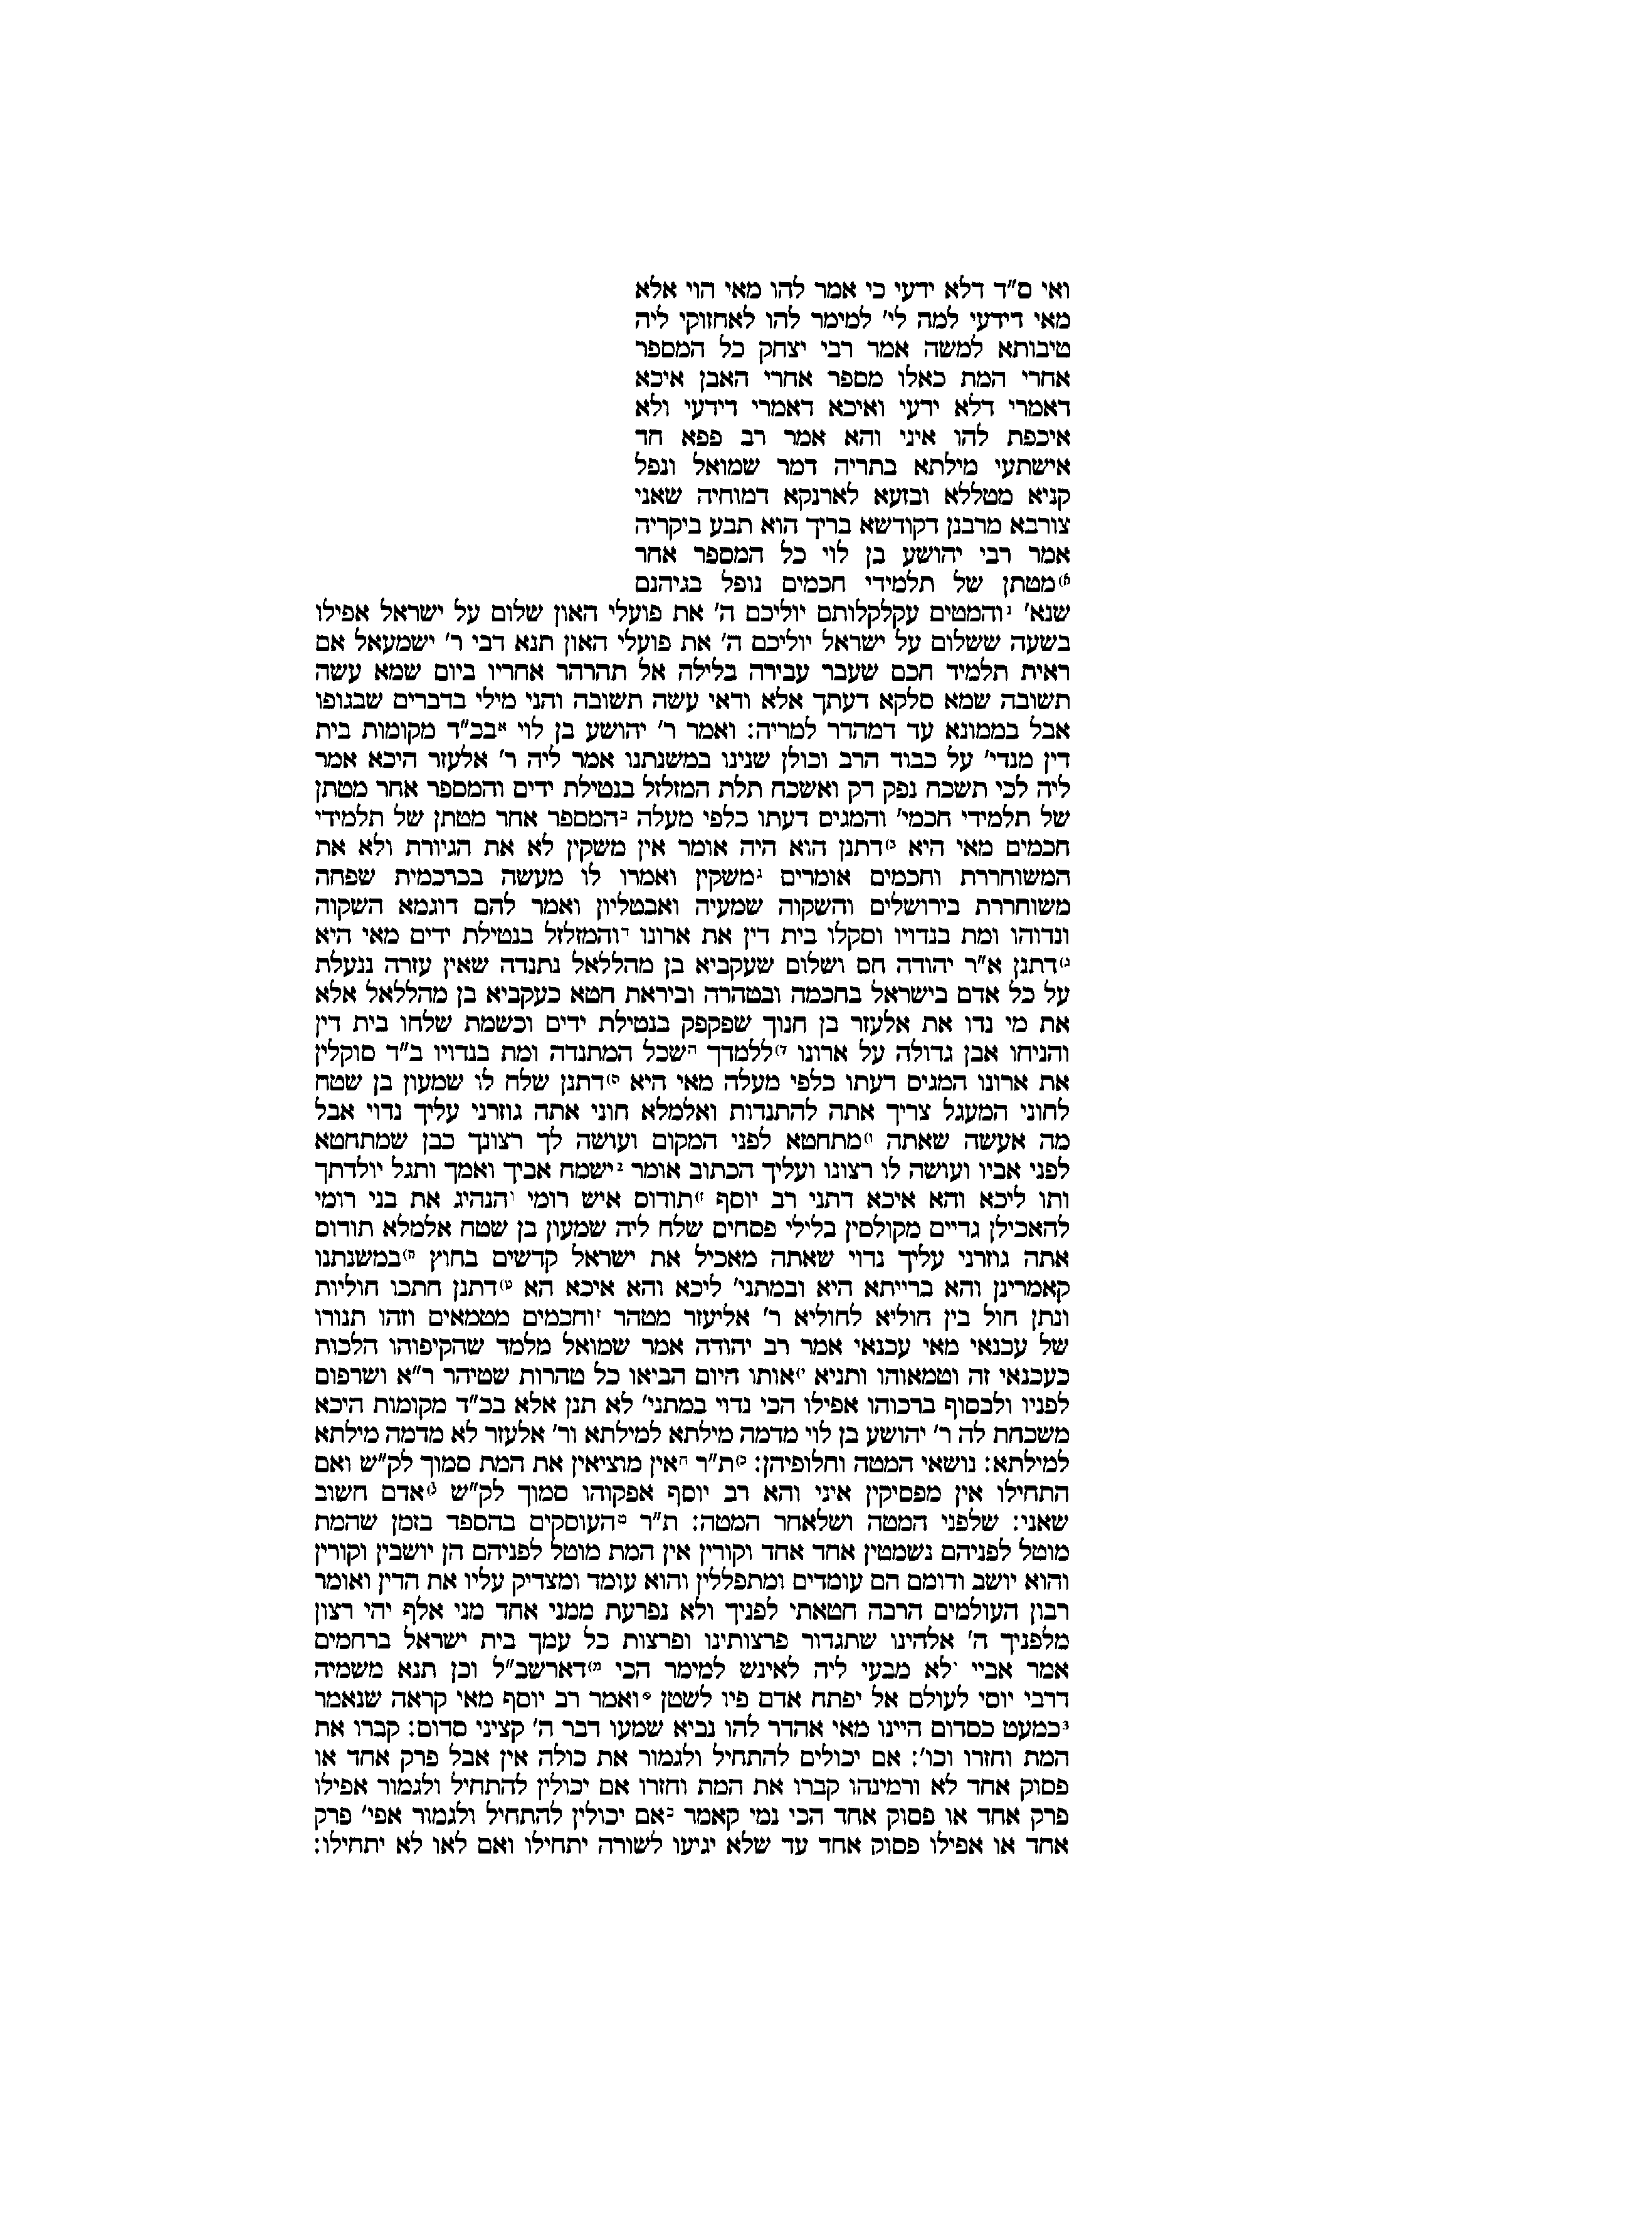 ואי ס"ד דלא ידעי כי אמר להו מאי הוי אלא
מאי דידעי למה לי' למימר להו לאחזוקי ליה
טיבותא למשה אמר רבי יצחק כל המספר
אחרי המת כאלו מספר אחרי האבן איכא
דאמרי דלא ידעי ואיכא דאמרי דידעי ולא
איכפת להו איני והא אמר רב פפא חד
אישתעי מילתא בתריה דמר שמואל ונפל
קניא מטללא ובזעא לארנקא דמוחיה שאני
צורבא מרבנן דקודשא בריך הוא תבע ביקריה
אמר רבי יהושע בן לוי כל המספר אחר
א) מטתן של תלמידי חכמים נופל בגיהנם
שנא' 1 והמטים עקלקלותם יוליכם ה' את פועלי האון שלום על ישראל אפילו
בשעה ששלום על ישראל יוליכם ה' את פועלי האון תנא דבי ר' ישמעאל אם
ראית תלמיד חכם שעבר עבירה בלילה אל תהרהר אחריו ביום שמא עשה
תשובה שמא סלקא דעתך אלא ודאי עשה תשובה והני מילי בדברים שבגופו
אבל בממונא עד דמהדר למריה: ואמר ר' יהושע בן לוי א בכ"ד מקומות בית
דין מנדי' על כבוד הרב וכולן שנינו במשנתנו אמר ליה ר' אלעזר היכא אמר
ליה לכי תשכח נפק דק ואשכח תלת המזלזל בנטילת ידים והמספר אחר מטתן
של תלמידי חכמי' והמגיס דעתו כלפי מעלה ב המספר אחר מטתן של תלמידי
חכמים מאי היא ב) דתנן הוא היה אומר אין משקין לא את הגיורת ולא את
המשוחררת וחכמים אומרים ג משקין ואמרו לו מעשה בכרכמית שפחה
משוחררת בירושלים והשקוה שמעיה ואבטליון ואמר להם דוגמא השקוה
ונדוהו ומת בנדויו וסקלו בית דין את ארונו ד והמזלזל בנטילת ידים מאי היא
ג) דתנן א"ר יהודה חס ושלום שעקביא בן מהללאל נתנדה שאין עזרה ננעלת
על כל אדם בישראל בחכמה ובטהרה וביראת חטא כעקביא בן מהללאל אלא
את מי נדו את אלעזר בן חנוך שפקפק בנטילת ידים וכשמת שלחו בית דין
והניחו אבן גדולה על ארונו ד) ללמדך ה שכל המתנדה ומת בנדויו ב"ד סוקלין
את ארונו המגיס דעתו כלפי מעלה מאי היא ה) דתנן שלח לו שמעון בן שטח
לחוני המעגל צריך אתה להתנדות ואלמלא חוני אתה גוזרני עליך נדוי אבל
מה אעשה שאתה ו) מתחטא לפני המקום ועושה לך רצונך כבן שמתחטא
לפני אביו ועושה לו רצונו ועליך הכתוב אומר 2 ישמח אביך ואמך ותגל יולדתך
ותו ליכא והא איכא דתני רב יוסף ז) תודוס איש רומי ו הנהיג את בני רומי
להאכילן גדיים מקולסין בלילי פסחים שלח ליה שמעון בן שטח אלמלא תודוס
אתה גוזרני עליך נדוי שאתה מאכיל את ישראל קדשים בחוץ ח) במשנתנו
קאמרינן והא ברייתא היא ובמתני' ליכא והא איכא הא ט) דתנן חתכו חוליות
ונתן חול בין חוליא לחוליא ר' אליעזר מטהר ז וחכמים מטמאים וזהו תנורו
של עכנאי מאי עכנאי אמר רב יהודה אמר שמואל מלמד שהקיפוהו הלכות
כעכנאי זה וטמאוהו ותניא י) אותו היום הביאו כל טהרות שטיהר ר"א ושרפום
לפניו ולבסוף ברכוהו אפילו הכי נדוי במתני' לא תנן אלא בכ"ד מקומות היכא
משכחת לה ר' יהושע בן לוי מדמה מילתא למילתא ור' אלעזר לא מדמה מילתא
למילתא: נושאי המטה וחלופיהן: כ) ת"ר ח אין מוציאין את המת סמוך לק"ש ואם
התחילו אין מפסיקין איני והא רב יוסף אפקוהו סמוך לק"ש ל) אדם חשוב
שאני: שלפני המטה ושלאחר המטה: ת"ר ט העוסקים בהספד בזמן שהמת
מוטל לפניהם נשמטין אחד אחד וקורין אין המת מוטל לפניהם הן יושבין וקורין
והוא יושב ודומם הם עומדים ומתפללין והוא עומד ומצדיק עליו את הדין ואומר
רבון העולמים הרבה חטאתי לפניך ולא נפרעת ממני אחד מני אלף יהי רצון
מלפניך ה' אלהינו שתגדור פרצותינו ופרצות כל עמך בית ישראל ברחמים
אמר אביי י לא מבעי ליה לאינש למימר הכי מ) דארשב"ל וכן תנא משמיה
דרבי יוסי לעולם אל יפתח אדם פיו לשטן ° ואמר רב יוסף מאי קראה שנאמר
3 כמעט כסדום היינו מאי אהדר להו נביא שמעו דבר ה' קציני סדום: קברו את
המת וחזרו וכו': אם יכולים להתחיל ולגמור את כולה אין אבל פרק אחד או
פסוק אחד לא ורמינהו קברו את המת וחזרו אם יכולין להתחיל ולגמור אפילו
פרק אחד או פסוק אחד הכי נמי קאמר כ אם יכולין להתחיל ולגמור אפי' פרק
אחד או אפילו פסוק אחד עד שלא יגיעו לשורה יתחילו ואם לאו לא יתחילו: